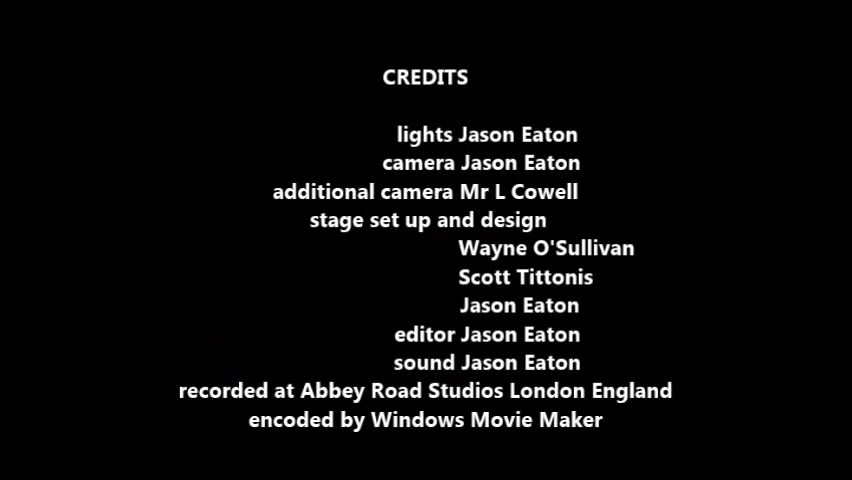 CREDITS
lights Jason Eaton
camera Jason Eaton
additional camera Mr L Cowell
stage set up and design
Wayne O'Sullivan
Scott Tittonis
Jason Eaton
editor Jason Eaton
sound Jason Eaton
recorded at Abbey Road Studios London England
encoded by Windows Movie Maker